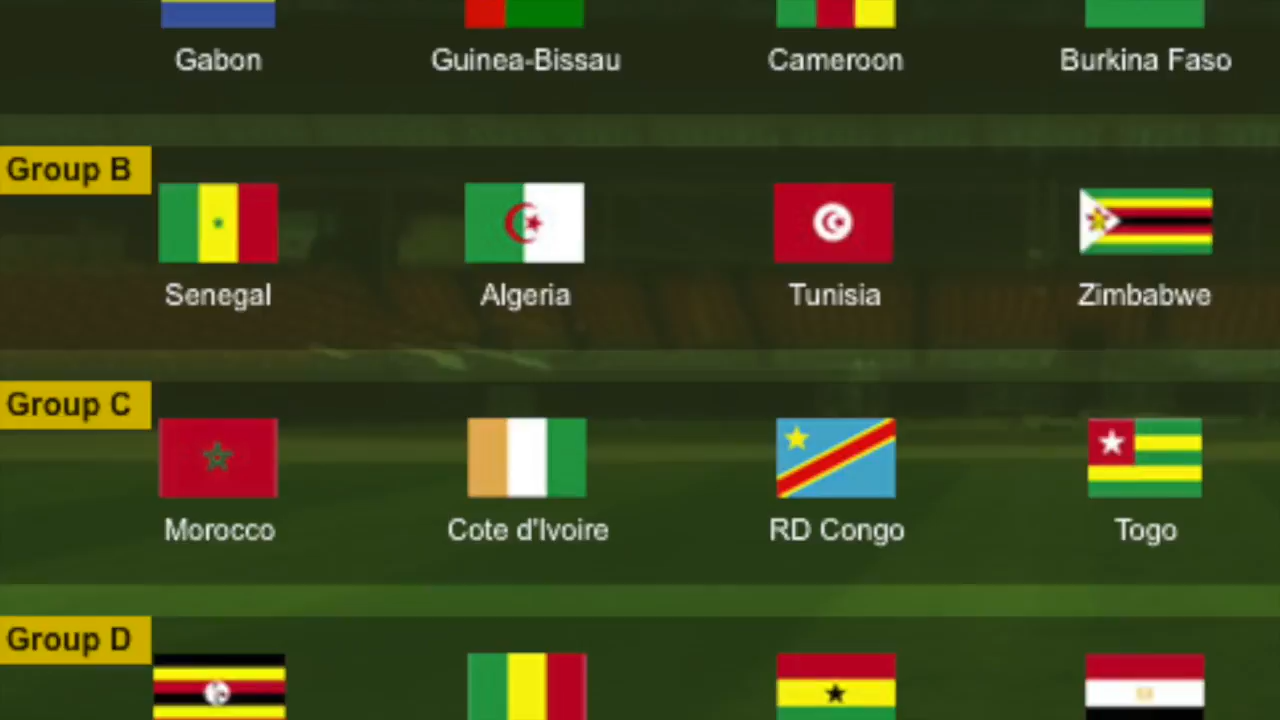 Gabon Guinea-Bissau Cameroon Burkina Faso
Group B
Senegal Algeria Tunisia Zimbabwe
Group C
Morocco Cote d'Ivoire RD Congo Togo
Group D